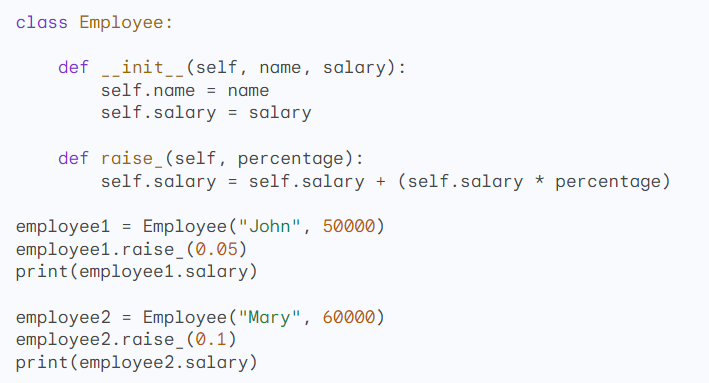 class Employee:
    def __init__(self, name, salary):
        self.name = name
        self.salary = salary
    def raise_(self, percentage):
        self.salary = self.salary + (self.salary * percentage)
employee1 = Employee("John", 50000)
employee1.raise_(0.05)
print(employee1.salary)
employee2 = Employee("Mary", 60000)
employee2.raise_(0.1)
print(employee2.salary)